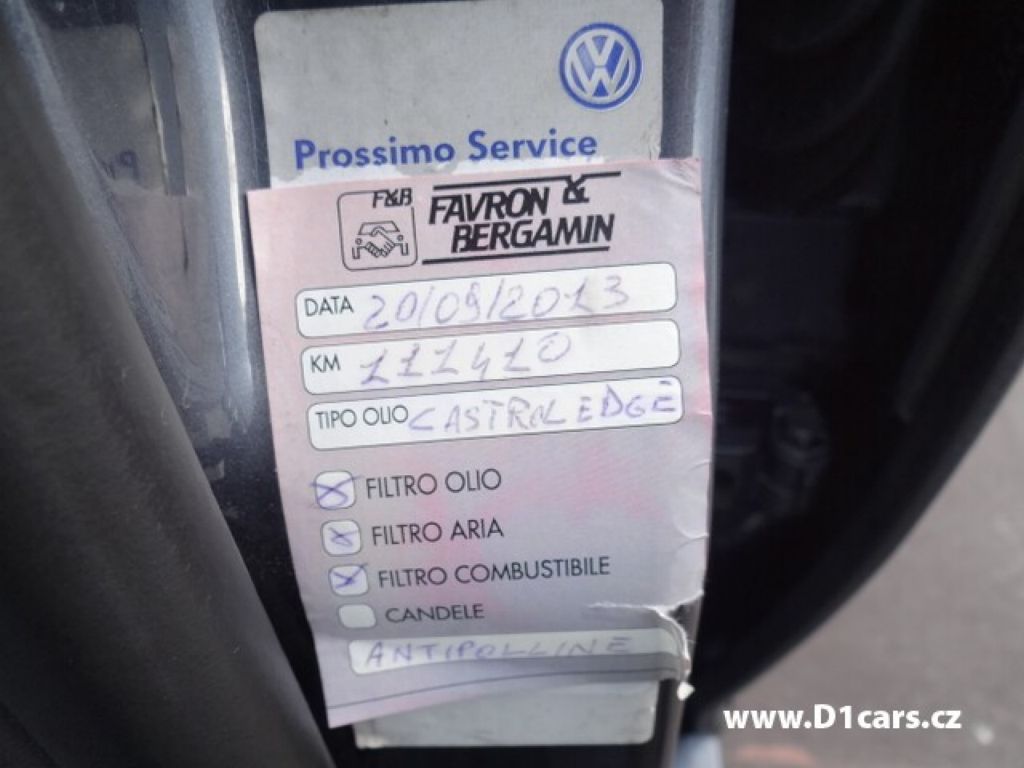 Prossimo Service
F&B
FAVRON &
BERGAMIN
DATA 20/09/2013
KM 111410
TIPO OLIO CASTROL EDGE
FILTRO OLIO
FILTRO ARIA
FILTRO COMBUSTIBILE
CANDELE
ANTIPOLLINE
www.D1cars.cz